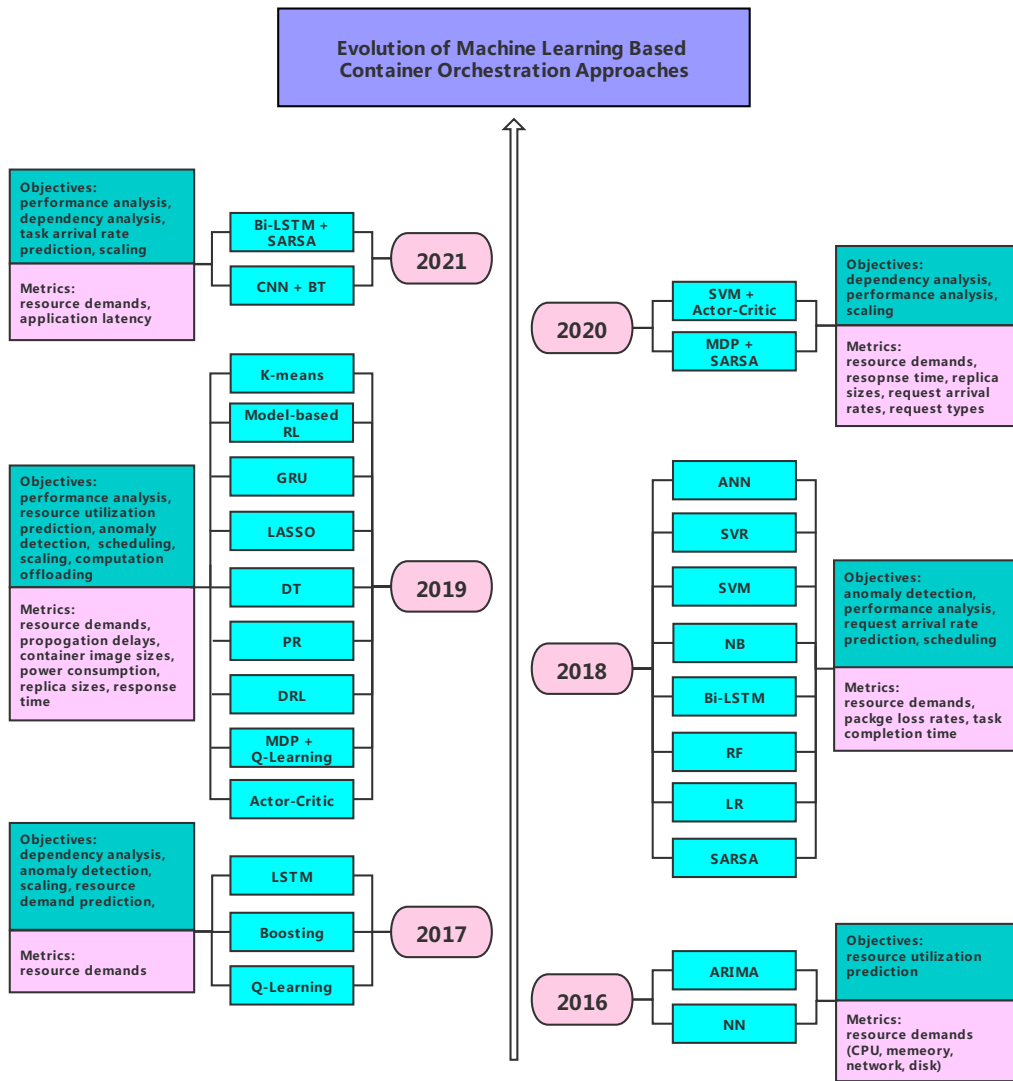 Evolution of Machine Learning Based
Container Orchestration Approaches
Objectives:
performance analysis,
dependency analysis,
task arrival rate
prediction, scaling
Metrics:
resource demands,
application latency
Bi-LSTM +
SARSA
CNN + BT
2021
2020
SVM +
Actor-Critic
MDP +
SARSA
Objectives:
dependency analysis,
performance analysis,
scaling
Metrics:
resource demands,
resopnse time, replica
sizes, request arrival
rates, request types
Objectives:
performance analysis,
resource utilization
prediction, anomaly
detection, scheduling,
scaling, computation
offloading
Metrics:
resource demands,
propogation delays,
container image sizes,
power consumption,
replica sizes, response
time
K-means
Model-based
RL
GRU
LASSO
DT
PR
DRL
MDP +
Q-Learning
Actor-Critic
2019
2018
ANN
SVR
SVM
NB
Bi-LSTM
RF
LR
SARSA
Objectives:
anomaly detection,
performance analysis,
request arrival rate
prediction, scheduling
Metrics:
resource demands,
packge loss rates, task
completion time
Objectives:
dependency analysis,
anomaly detection,
scaling, resource
demand prediction,
Metrics:
resource demands
LSTM
Boosting
Q-Learning
2017
2016
ARIMA
NN
Objectives:
resource utilization
prediction
Metrics:
resource demands
(CPU, memeory,
network, disk)